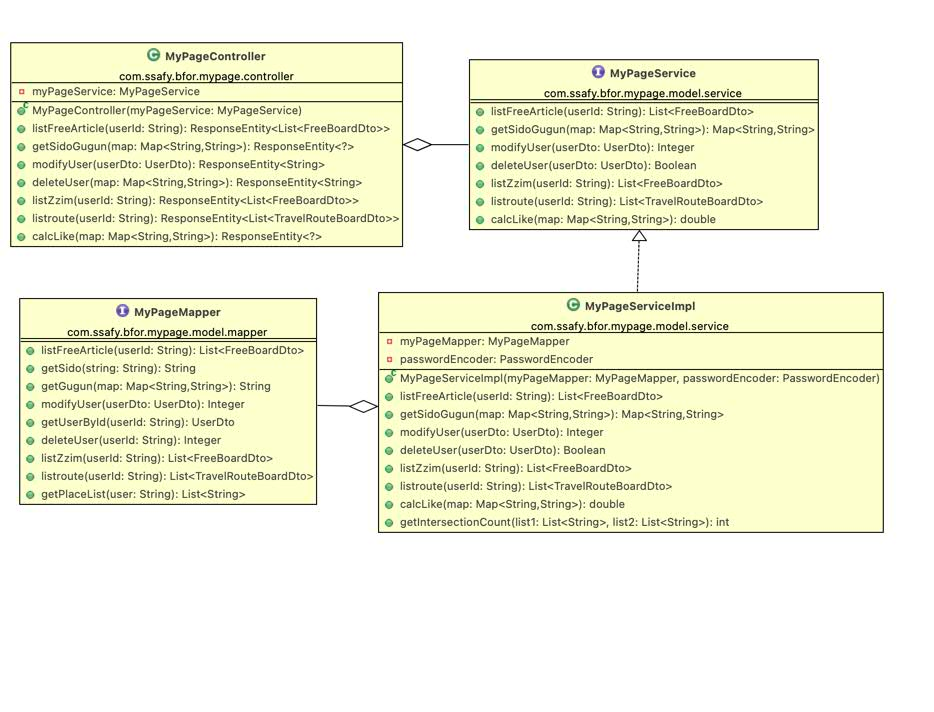 MyPageController
com.ssafy.bfor.mypage.controller
myPageService: MyPageService
MyPageController(myPageService: MyPageService)
listFreeArticle(userId: String): ResponseEntity<List<FreeBoardDto>>
getSidoGugun(map: Map<String,String>): ResponseEntity<?>
modifyUser(userDto: UserDto): ResponseEntity<String>
deleteUser(map: Map<String,String>): ResponseEntity<String>
listZzim(userId: String): ResponseEntity<List<FreeBoardDto>>
listroute(userId: String): ResponseEntity<List<TravelRouteBoardDto>>
calcLike(map: Map<String,String>): ResponseEntity<?>
MyPageService
com.ssafy.bfor.mypage.model.service
listFreeArticle(userId: String): List<FreeBoardDto>
getSidoGugun(map: Map<String,String>): Map<String,String>
modifyUser(userDto: UserDto): Integer
deleteUser(userDto: UserDto): Boolean
listZzim(userId: String): List<FreeBoardDto>
listroute(userId: String): List<TravelRouteBoardDto>
calcLike(map: Map<String,String>): double
MyPageMapper
com.ssafy.bfor.mypage.model.mapper
listFreeArticle(userId: String): List<FreeBoardDto>
getSido(string: String): String
getGugun(map: Map<String,String>): String
modifyUser(userDto: UserDto): Integer
getUserById(userId: String): UserDto
deleteUser(userId: String): Integer
listZzim(userId: String): List<FreeBoardDto>
listroute(userId: String): List<TravelRouteBoardDto>
getPlaceList(user: String): List<String>
MyPageServiceImpl
com.ssafy.bfor.mypage.model.service
myPageMapper: MyPageMapper
passwordEncoder: PasswordEncoder
MyPageServiceImpl(myPageMapper: MyPageMapper, passwordEncoder: PasswordEncoder)
listFreeArticle(userId: String): List<FreeBoardDto>
getSidoGugun(map: Map<String,String>): Map<String,String>
modifyUser(userDto: UserDto): Integer
deleteUser(userDto: UserDto): Boolean
listZzim(userId: String): List<FreeBoardDto>
listroute(userId: String): List<TravelRouteBoardDto>
calcLike(map: Map<String,String>): double
getIntersectionCount(list1: List<String>, list2: List<String>): int